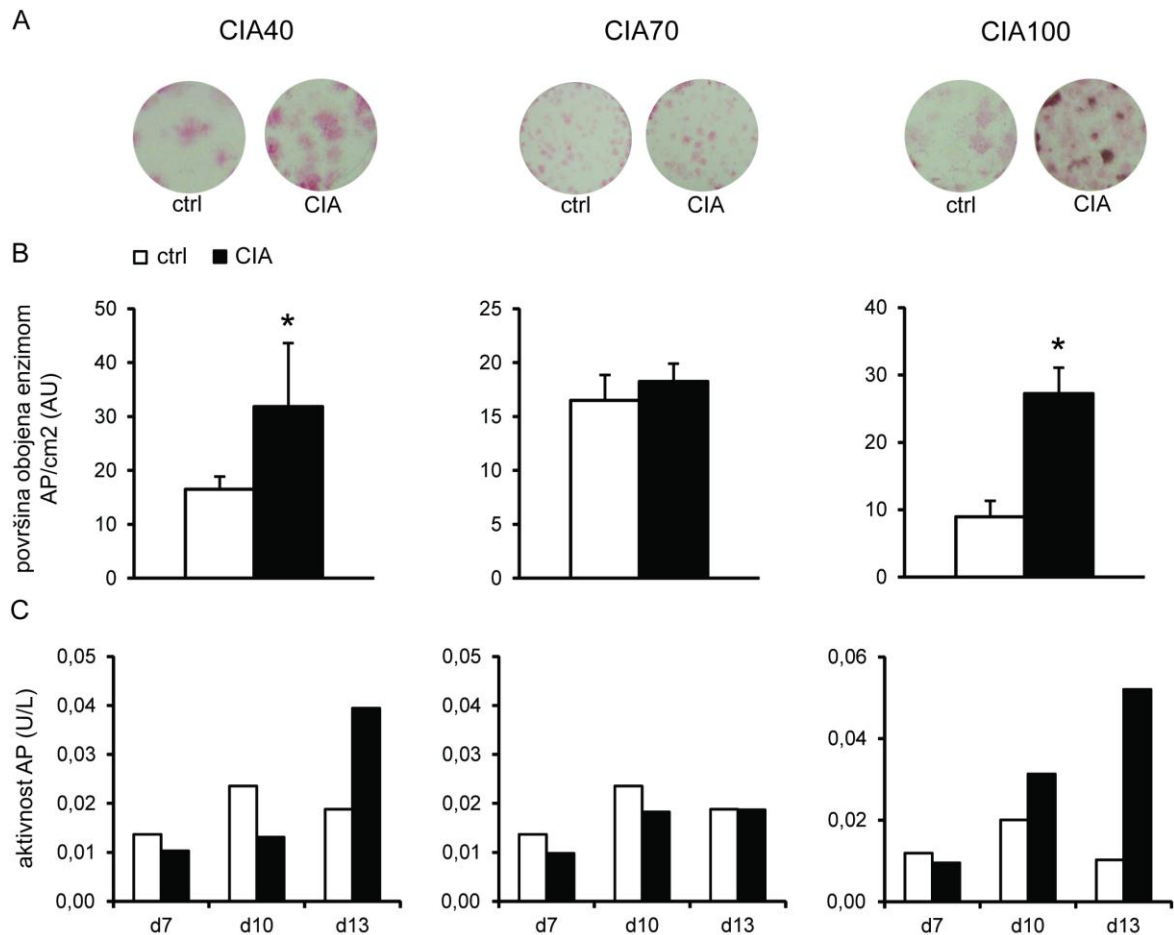 A
CIA40 CIA70 CIA100
ctrl CIA ctrl CIA ctrl CIA
B
ctrl CIA
površina obojena enzimom
AP/cm2 (AU)
50
40
30
20
10
0
*
25
20
15
10
5
0
40
30
20
10
0
*
C
aktivnost AP (U/L)
0,05
0,04
0,03
0,02
0,01
0,00
d7 d10 d13
0,05
0,04
0,03
0,02
0,01
0,00
d7 d10 d13
0,06
0,04
0,02
0,00
d7 d10 d13